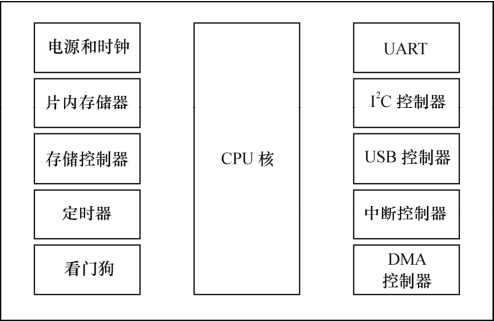 电源和时钟
片内存储器
存储控制器
定时器
看门狗
CPU 核
UART
I²C 控制器
USB 控制器
中断控制器
DMA
控制器